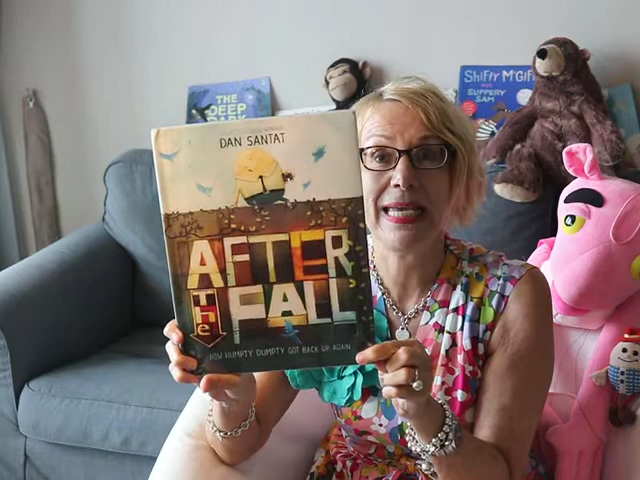 THE
DEEP
DARK
SHIFTY MCGIFF
AND
SLIPPERY
SAM
DAN SANTAT
AFTER
The FALL
HOW HUMPTY DUMPTY GOT BACK UP AGAIN